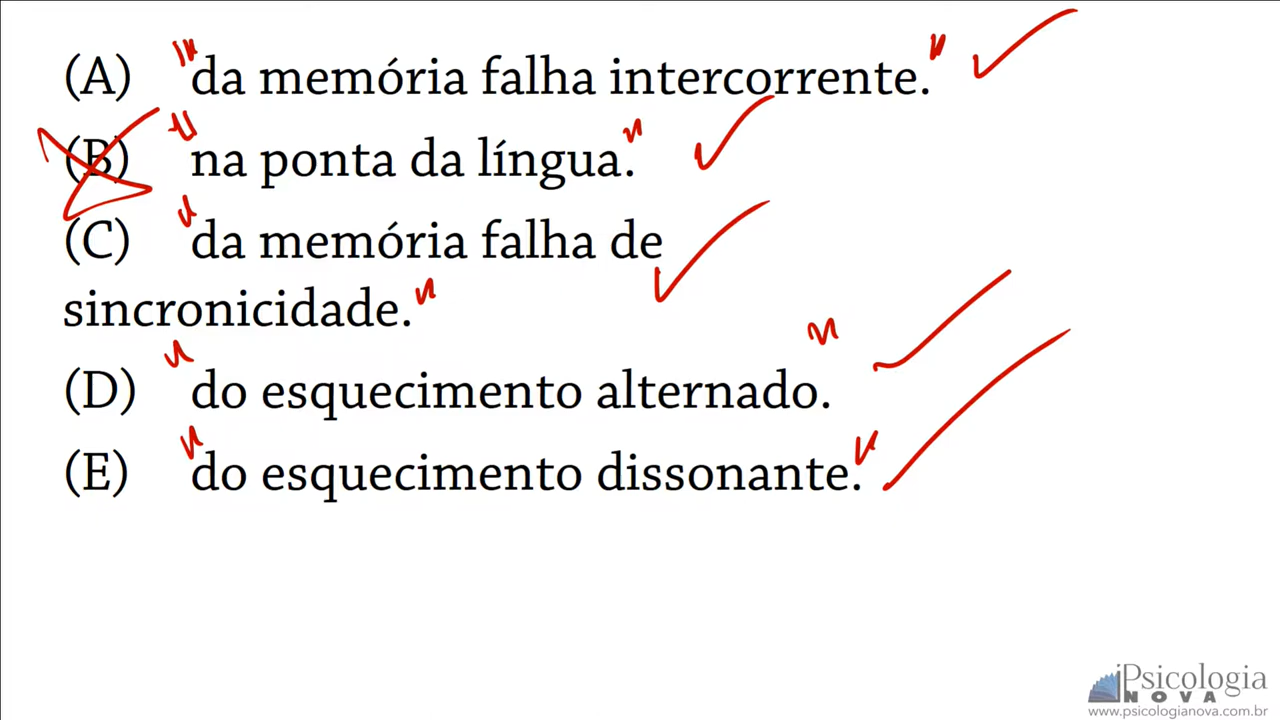 (A) "da memória falha intercorrente."
(B) "na ponta da língua."
(C) "da memória falha de
sincronicidade."
(D) "do esquecimento alternado."
(E) "do esquecimento dissonante."
Psicologia
NOVA
www.psicologianova.com.br